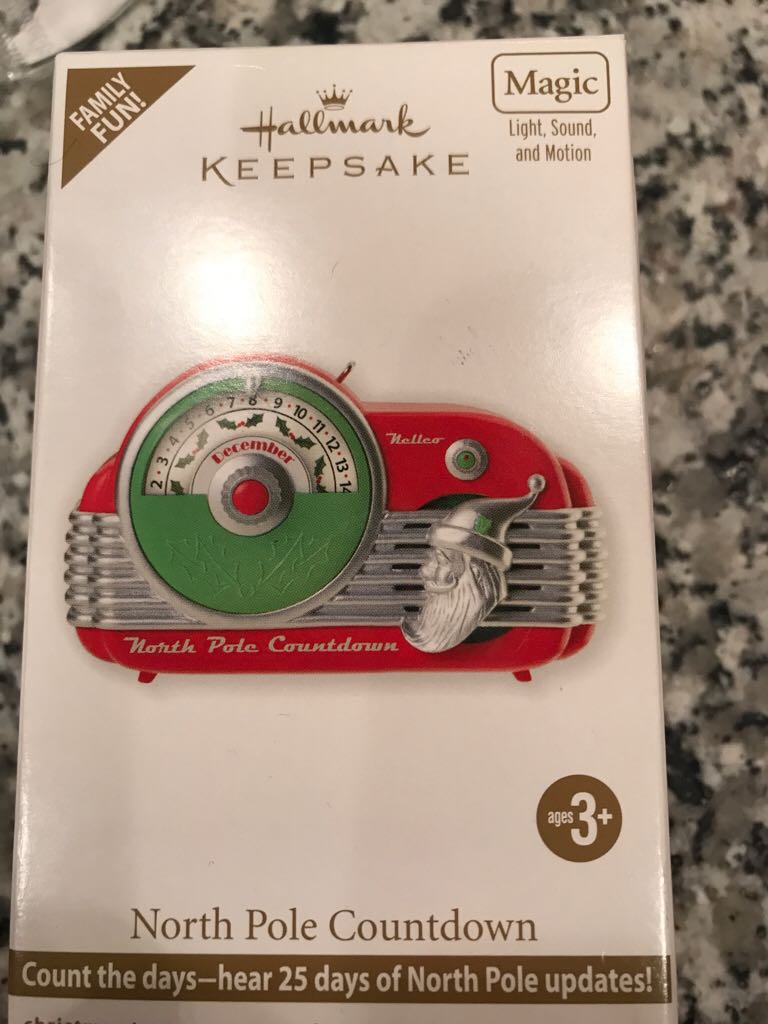 FAMILY
FUN!
Hallmark
KEEPSAKE
Magic
Light, Sound,
and Motion
2 • 3 • 4 • 5 • 6 • 7 • 8 • 9 • 10 • 11 • 12 • 13 • 14
December
Nellco
North Pole Countdown
ages 3+
North Pole Countdown
Count the days—hear 25 days of North Pole updates!